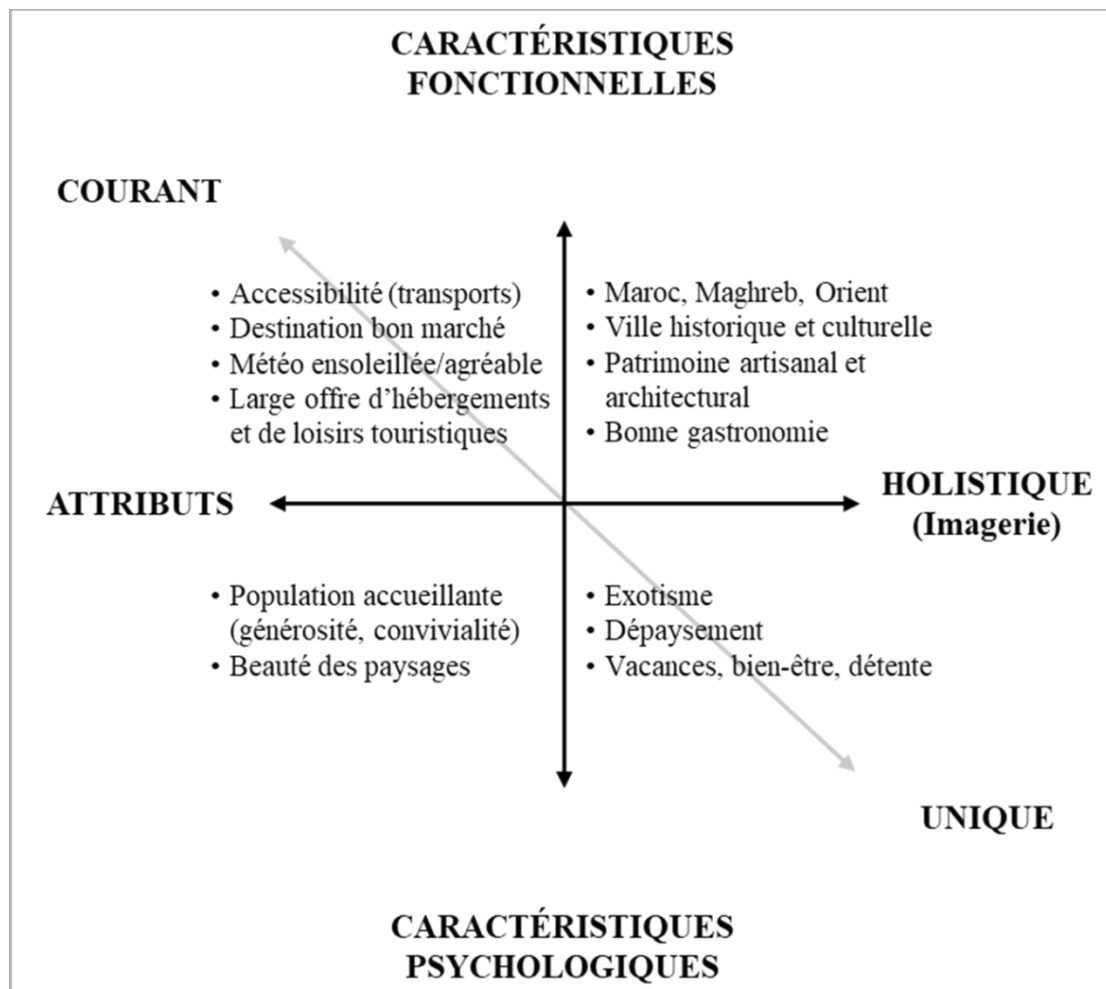 CARACTÉRISTIQUES
FONCTIONNELLES
COURANT
• Accessibilité (transports)
• Destination bon marché
• Météo ensoleillée/agréable
• Large offre d’hébergements
et de loisirs touristiques
• Maroc, Maghreb, Orient
• Ville historique et culturelle
• Patrimoine artisanal et
architectural
• Bonne gastronomie
ATTRIBUTS
HOLISTIQUE
(Imagerie)
• Population accueillante
(générosité, convivialité)
• Beauté des paysages
• Exotisme
• Dépaysement
• Vacances, bien-être, détente
UNIQUE
CARACTÉRISTIQUES
PSYCHOLOGIQUES